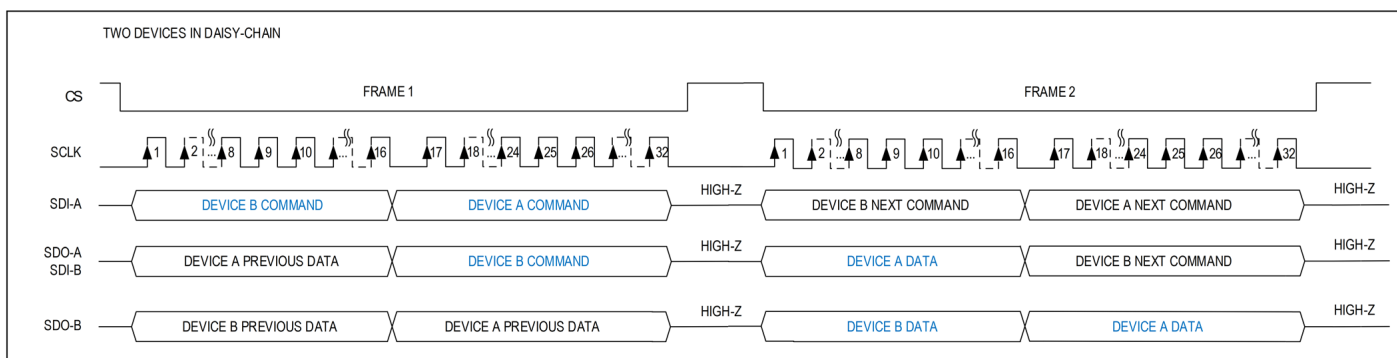 TWO DEVICES IN DAISY-CHAIN
CS FRAME 1 FRAME 2
SCLK 1 2 ... 8 9 10 ... 16 17 18 ... 24 25 26 ... 32 1 2 ... 8 9 10 ... 16 17 18 ... 24 25 26 ... 32
SDI-A DEVICE B COMMAND DEVICE A COMMAND HIGH-Z DEVICE B NEXT COMMAND DEVICE A NEXT COMMAND HIGH-Z
SDO-A
SDI-B DEVICE A PREVIOUS DATA DEVICE B COMMAND HIGH-Z DEVICE A DATA DEVICE B NEXT COMMAND HIGH-Z
SDO-B DEVICE B PREVIOUS DATA DEVICE A PREVIOUS DATA HIGH-Z DEVICE B DATA DEVICE A DATA HIGH-Z